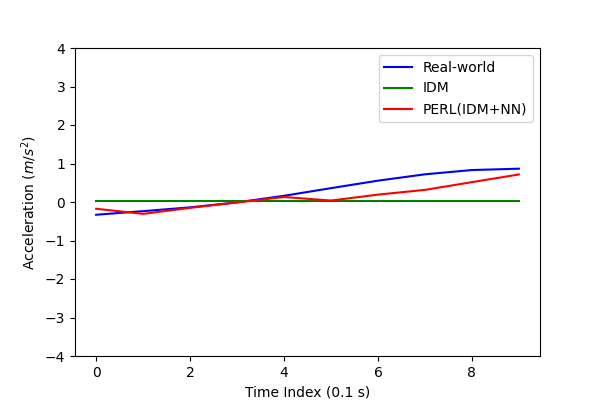 4
3
2
1
0
−1
−2
−3
−4
Acceleration (m/s²)
Real-world
IDM
PERL(IDM+NN)
0 2 4 6 8
Time Index (0.1 s)